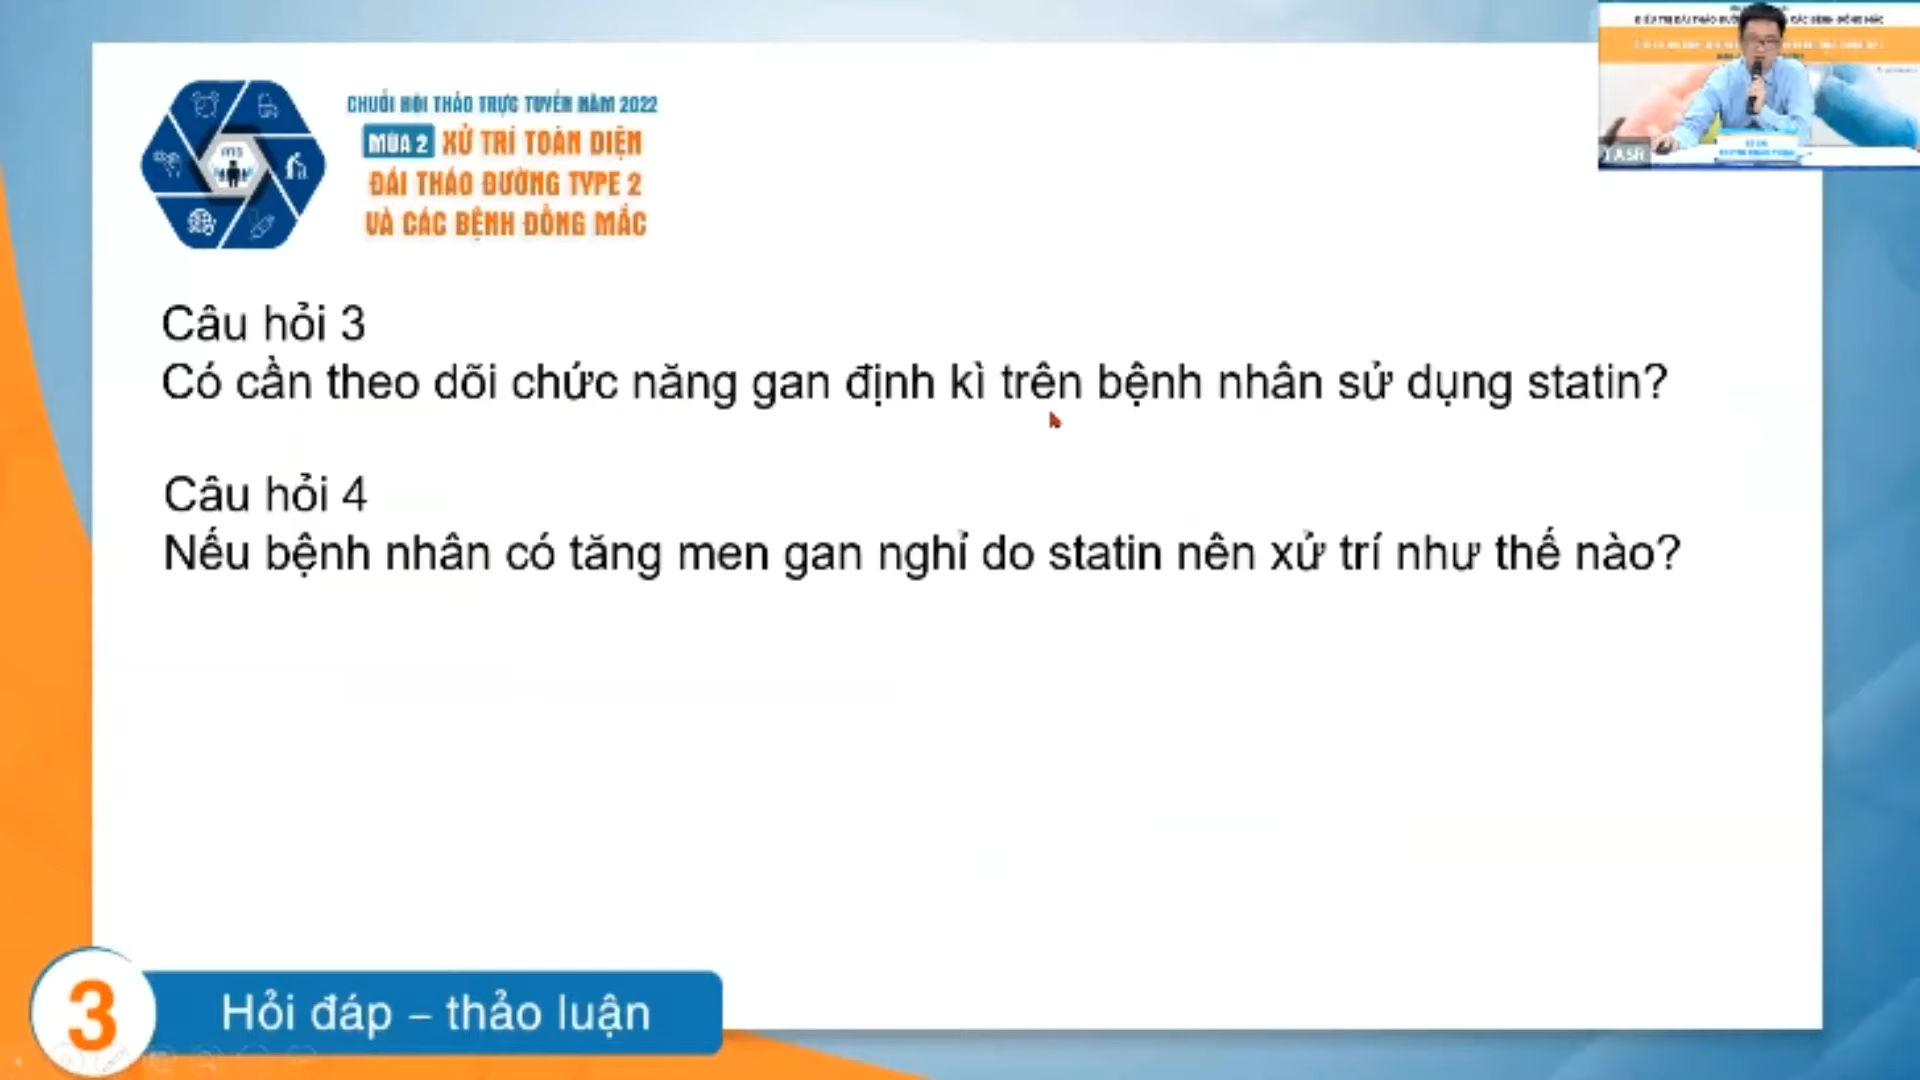 CHUỖI HỘI THẢO TRỰC TUYẾN NĂM 2022
MÙA 2 XỬ TRÍ TOÀN DIỆN
ĐÁI THÁO ĐƯỜNG TYPE 2
VÀ CÁC BỆNH ĐỒNG MẮC
Câu hỏi 3
Có cần theo dõi chức năng gan định kì trên bệnh nhân sử dụng statin?
Câu hỏi 4
Nếu bệnh nhân có tăng men gan nghỉ do statin nên xử trí như thế nào?
3 Hỏi đáp – thảo luận